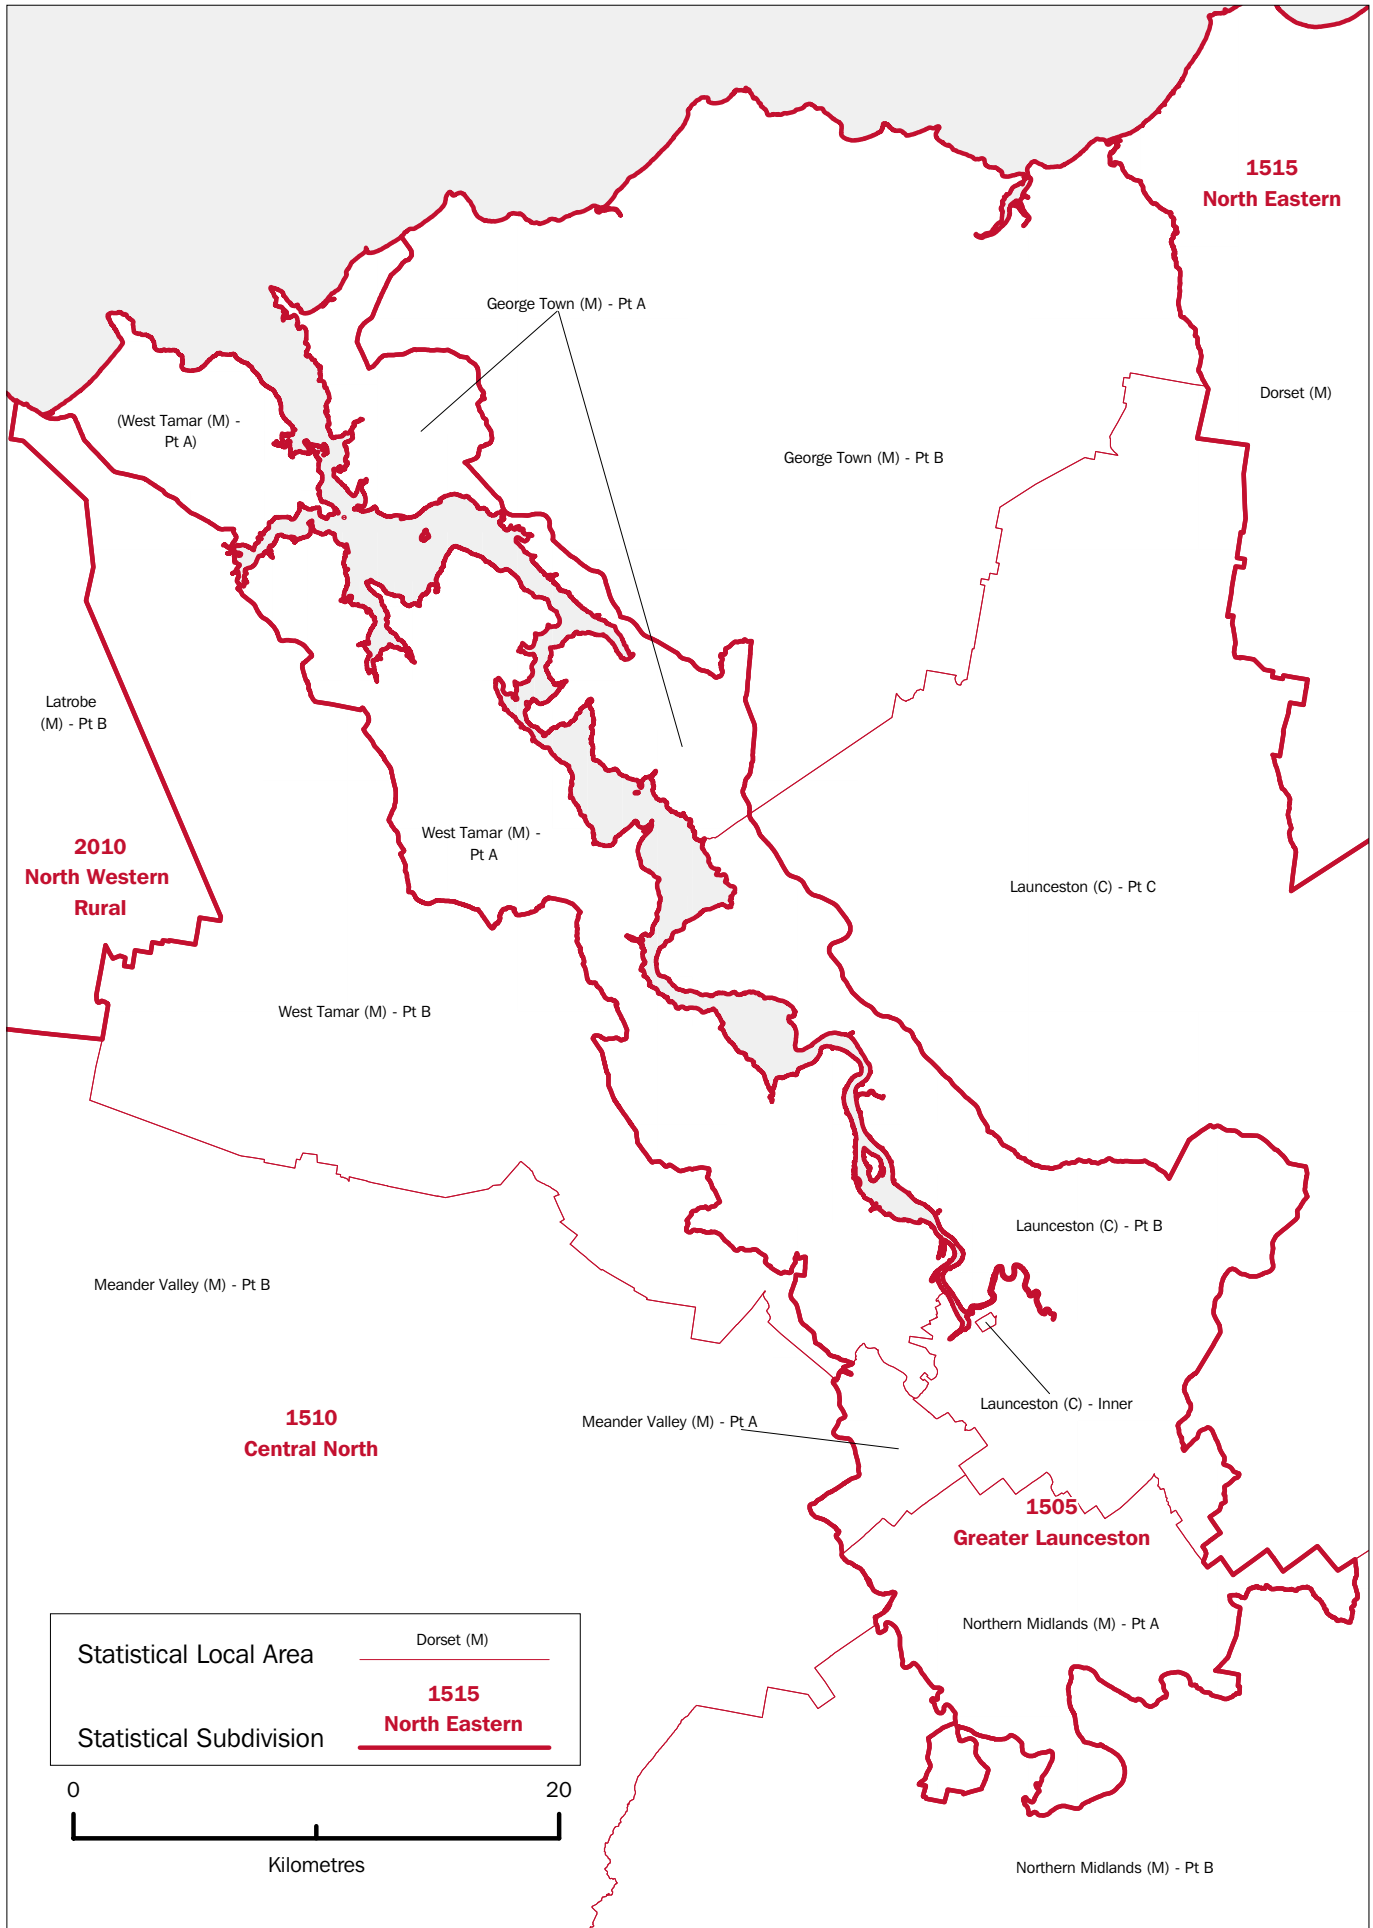 1515
North Eastern
George Town (M) - Pt A
Dorset (M)
(West Tamar (M) -
Pt A)
George Town (M) - Pt B
Latrobe
(M) - Pt B
West Tamar (M) -
Pt A
2010
North Western
Rural
Launceston (C) - Pt C
West Tamar (M) - Pt B
Launceston (C) - Pt B
Meander Valley (M) - Pt B
Launceston (C) - Inner
1510
Central North
Meander Valley (M) - Pt A
1505
Greater Launceston
Northern Midlands (M) - Pt A
Statistical Local Area
Dorset (M)
1515
North Eastern
Statistical Subdivision
0
20
Kilometres
Northern Midlands (M) - Pt B